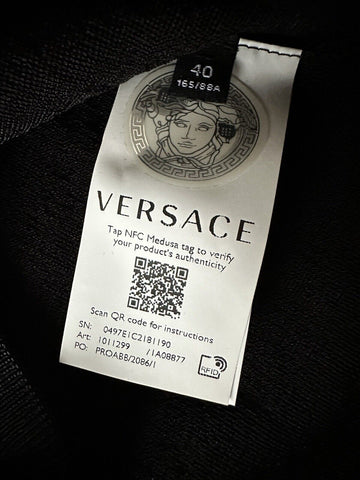 40
165/88A
VERSACE
Tap NFC Medusa tag to verify
your product's authenticity
Scan QR code for instructions
SN: 0497E1C2181190
Art: 1011299 /1A08877
PO: PROABB/2086/1
RFID